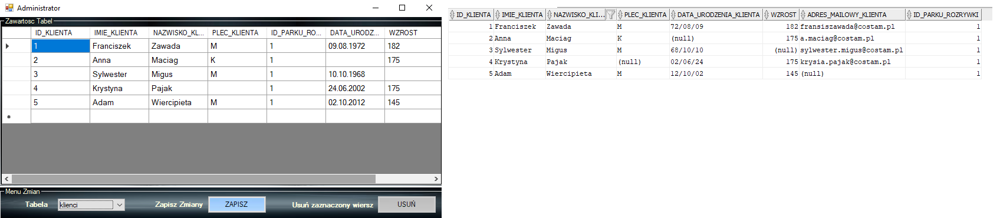 Administrator
Zawartosc Tabel
ID_KLIENTA IMIE_KLIENTA NAZWISKO_KL... PLEC_KLIENTA ID_PARKU_RO... DATA_URODZ... WZROST
1 Franciszek Zawada M 1 09.08.1972 182
2 Anna Maciag K 1 175
3 Sylwester Migus M 1 10.10.1968
4 Krystyna Pajak 1 24.06.2002 175
5 Adam Wiercipieta M 1 02.10.2012 145
Menu Zmian
Tabela klienci Zapisz Zmiany ZAPISZ Usuń zaznaczony wiersz USUŃ
ID_KLIENTA IMIE_KLIENTA NAZWISKO_KLI... PLEC_KLIENTA DATA_URODZENIA_KLIENTA WZROST ADRES_MAILOWY_KLIENTA ID_PARKU_ROZRYWKI
1 Franciszek Zawada M 72/08/09 182 fransiszawada@costam.pl 1
2 Anna Maciag K (null) 175 a.maciag@costam.pl 1
3 Sylwester Migus M 68/10/10 (null) sylwester.migus@costam.pl 1
4 Krystyna Pajak (null) 02/06/24 175 krysia.pajak@costam.pl 1
5 Adam Wiercipieta M 12/10/02 145 (null) 1